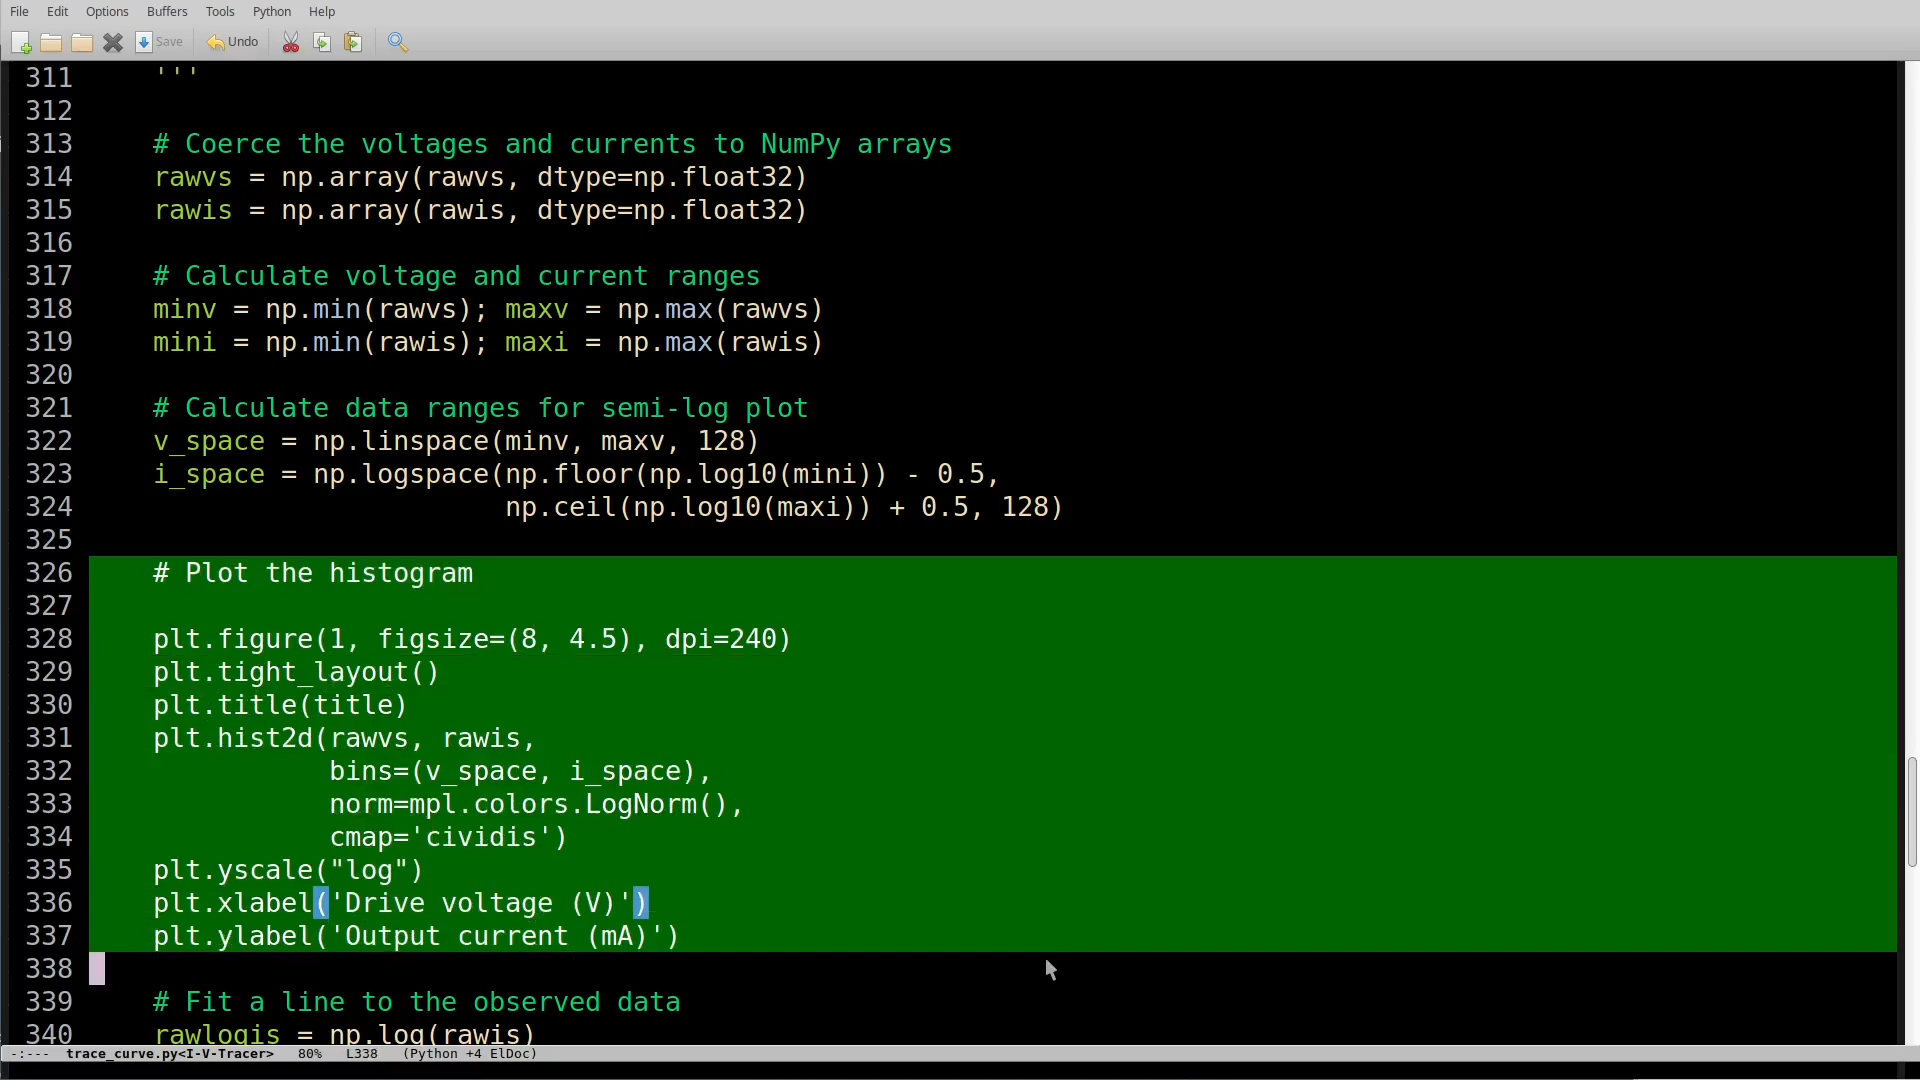 File Edit Options Buffers Tools Python Help
Save Undo
311     '''
312
313     # Coerce the voltages and currents to NumPy arrays
314     rawvs = np.array(rawvs, dtype=np.float32)
315     rawis = np.array(rawis, dtype=np.float32)
316
317     # Calculate voltage and current ranges
318     minv = np.min(rawvs); maxv = np.max(rawvs)
319     mini = np.min(rawis); maxi = np.max(rawis)
320
321     # Calculate data ranges for semi-log plot
322     v_space = np.linspace(minv, maxv, 128)
323     i_space = np.logspace(np.floor(np.log10(mini)) - 0.5,
324                           np.ceil(np.log10(maxi)) + 0.5, 128)
325
326     # Plot the histogram
327
328     plt.figure(1, figsize=(8, 4.5), dpi=240)
329     plt.tight_layout()
330     plt.title(title)
331     plt.hist2d(rawvs, rawis,
332                bins=(v_space, i_space),
333                norm=mpl.colors.LogNorm(),
334                cmap='cividis')
335     plt.yscale("log")
336     plt.xlabel('Drive voltage (V)')
337     plt.ylabel('Output current (mA)')
338
339     # Fit a line to the observed data
340     rawlogis = np.log(rawis)
-:--- trace_curve.py<I-V-Tracer> 80% L338 (Python +4 ElDoc)